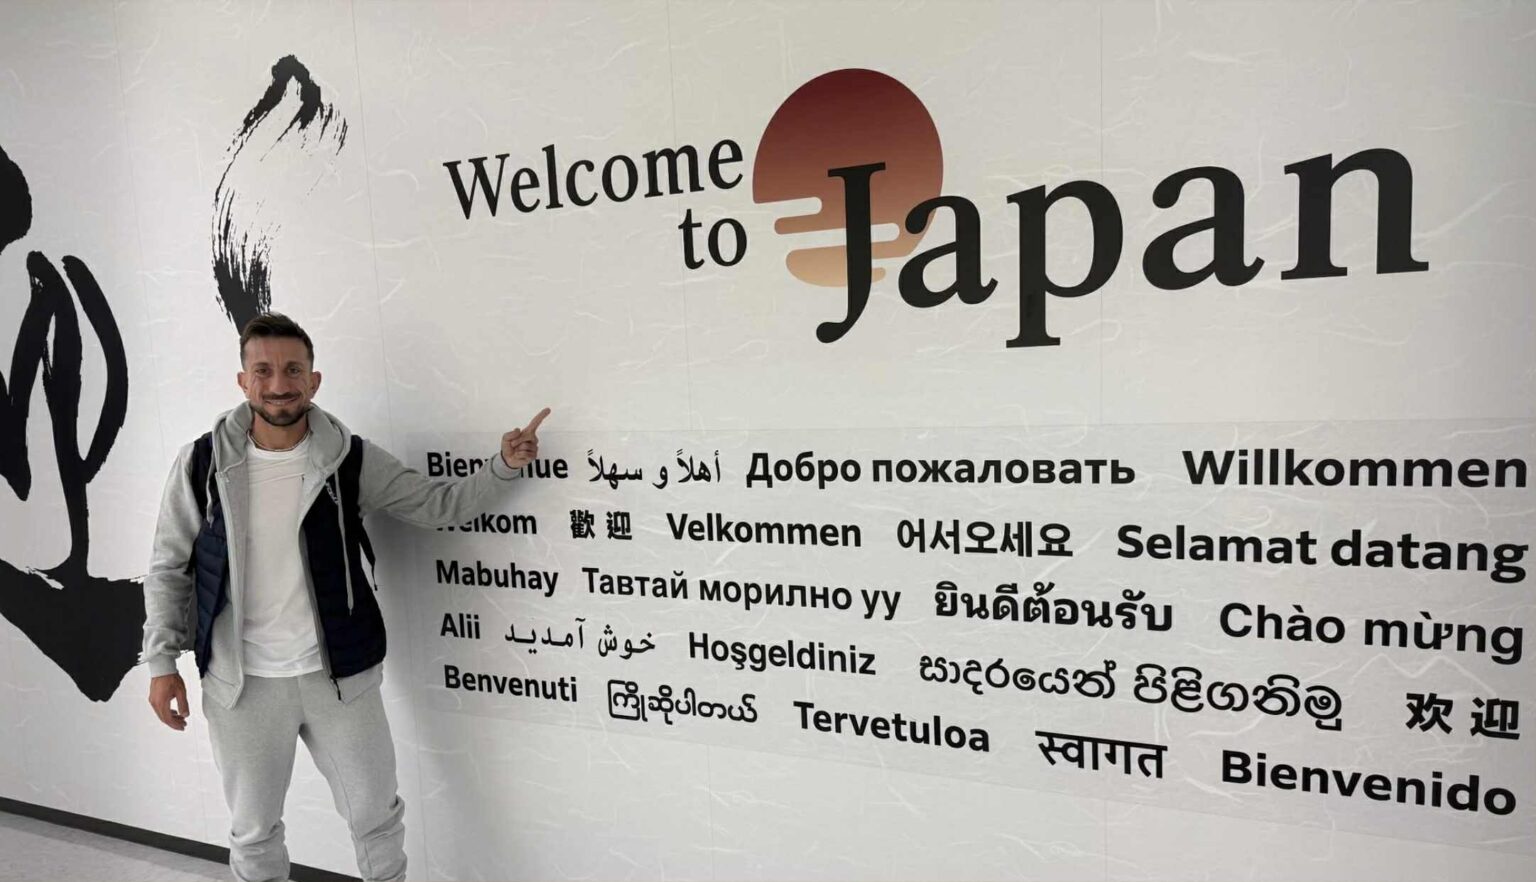 Welcome
to Japan
Bienvenue أهلاً و سهلاً Добро пожаловать Willkommen
Welkom 歡迎 Velkommen 어서오세요 Selamat datang
Mabuhay Тавтай морилно уу ยินดีต้อนรับ Chào mừng
Alii خوش آمدید Hoşgeldiniz සාදරයෙන් පිළිගනිමු 欢迎
Benvenuti ကြိုဆိုပါတယ် Tervetuloa स्वागत Bienvenido